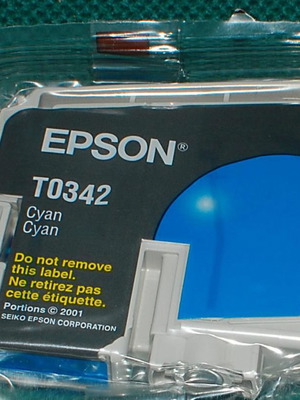 EPSON®
T0342
Cyan
Cyan
Do not remove
this label.
Ne retirez pas
cette étiquette.
Portions © 2001
SEIKO EPSON CORPORATION